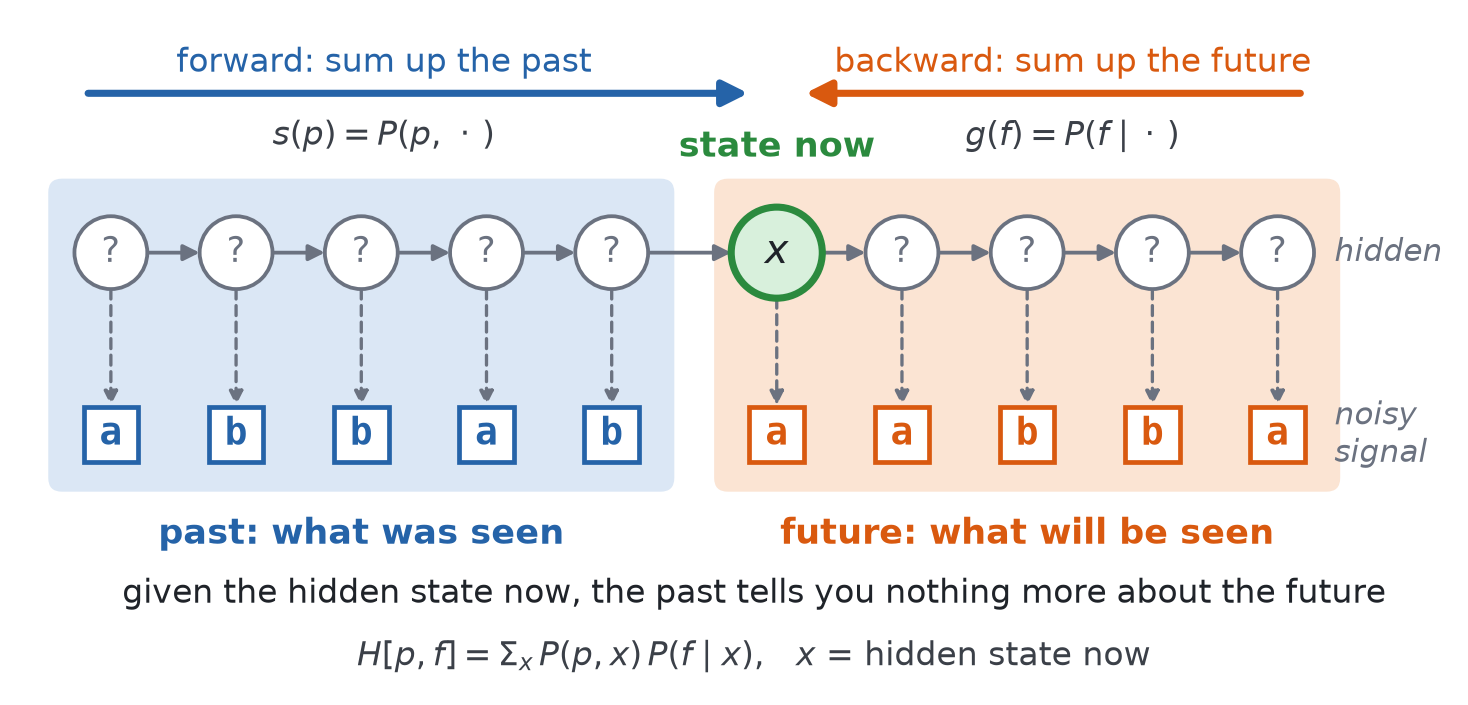 forward: sum up the past
backward: sum up the future
s(p) = P(p, · )
state now
g(f) = P(f | · )
? ? ? ? ? x ? ? ? ?
hidden
a b b a b a a b b a
noisy
signal
past: what was seen
future: what will be seen
given the hidden state now, the past tells you nothing more about the future
H[p, f] = Σₓ P(p, x) P(f | x), x = hidden state now